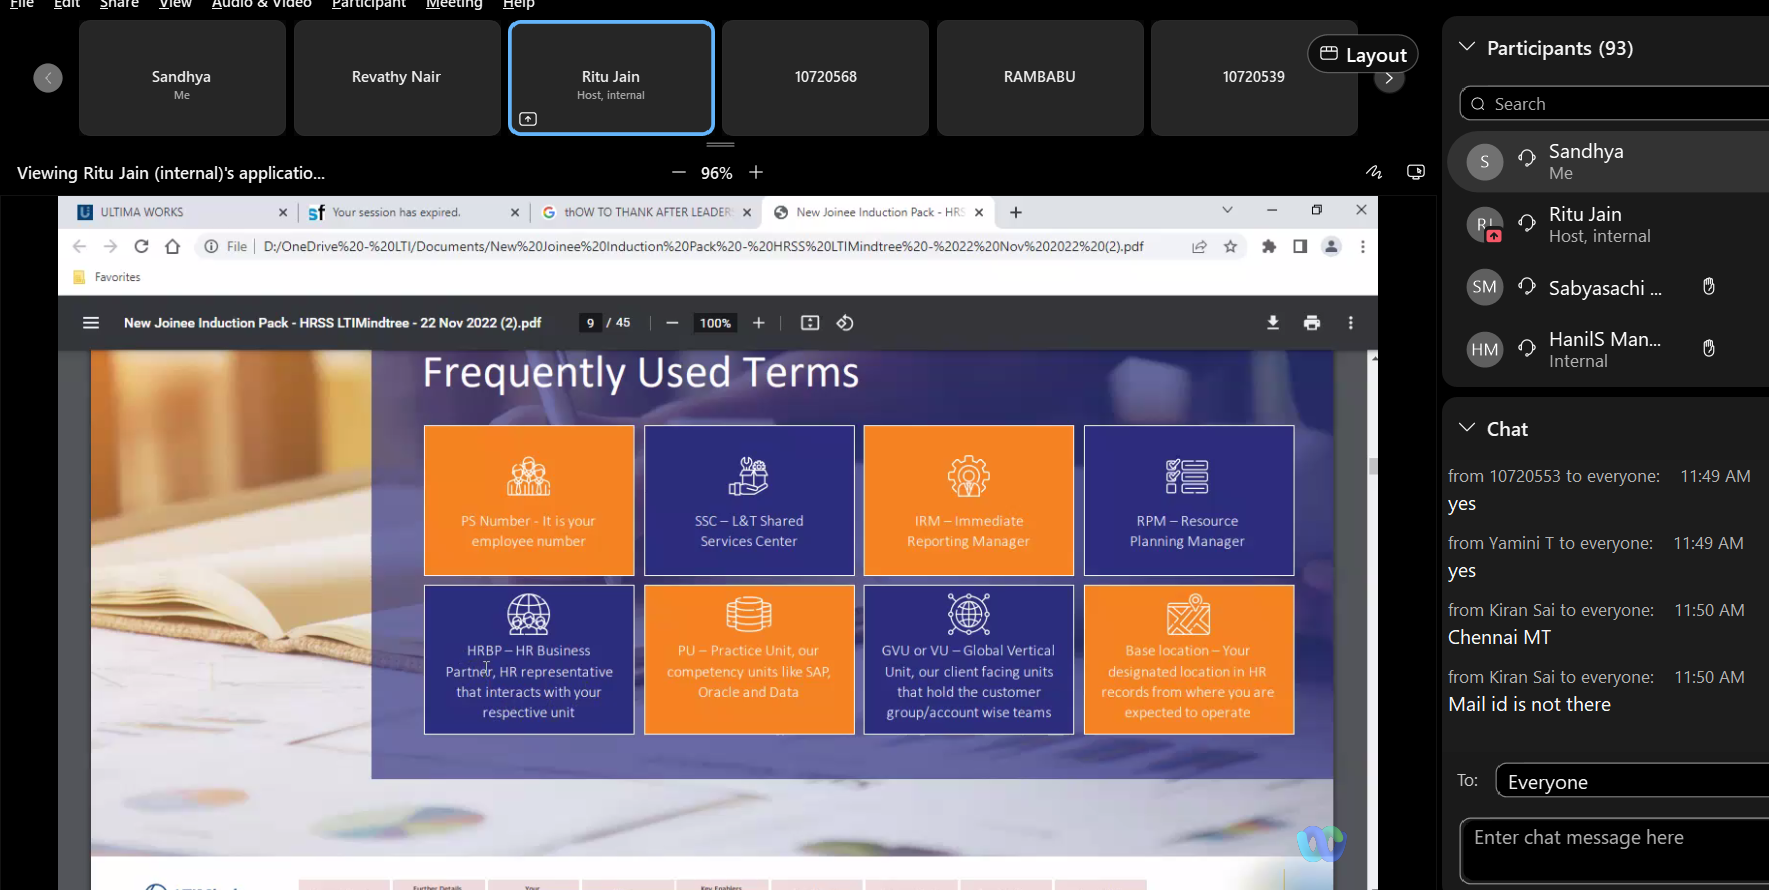 File Edit Share View Audio & Video Participant Meeting Help
Sandhya
Me
Revathy Nair
Ritu Jain
Host, internal
10720568
RAMBABU
10720539
Layout
Viewing Ritu Jain (internal)'s applicatio...
96%
ULTIMA WORKS
Your session has expired.
thOW TO THANK AFTER LEADER
New Joinee Induction Pack - HRS
File D:/OneDrive%20-%20LTI/Documents/New%20Joinee%20Induction%20Pack%20-%20HRSS%20LTIMindtree%20-%2022%20Nov%202022%20(2).pdf
Favorites
New Joinee Induction Pack - HRSS LTIMindtree - 22 Nov 2022 (2).pdf
9 / 45
100%
Frequently Used Terms
PS Number - It is your
employee number
SSC – L&T Shared
Services Center
IRM – Immediate
Reporting Manager
RPM – Resource
Planning Manager
HRBP – HR Business
Partner, HR representative
that interacts with your
respective unit
PU – Practice Unit, our
competency units like SAP,
Oracle and Data
GVU or VU – Global Vertical
Unit, our client facing units
that hold the customer
group/account wise teams
Base location – Your
designated location in HR
records from where you are
expected to operate
Further Details
Your
Key Enablers
Participants (93)
Search
S
Sandhya
Me
Ritu Jain
Host, internal
SM
Sabyasachi ...
HM
HanilS Man...
Internal
Chat
from 10720553 to everyone: 11:49 AM
yes
from Yamini T to everyone: 11:49 AM
yes
from Kiran Sai to everyone: 11:50 AM
Chennai MT
from Kiran Sai to everyone: 11:50 AM
Mail id is not there
To: Everyone
Enter chat message here